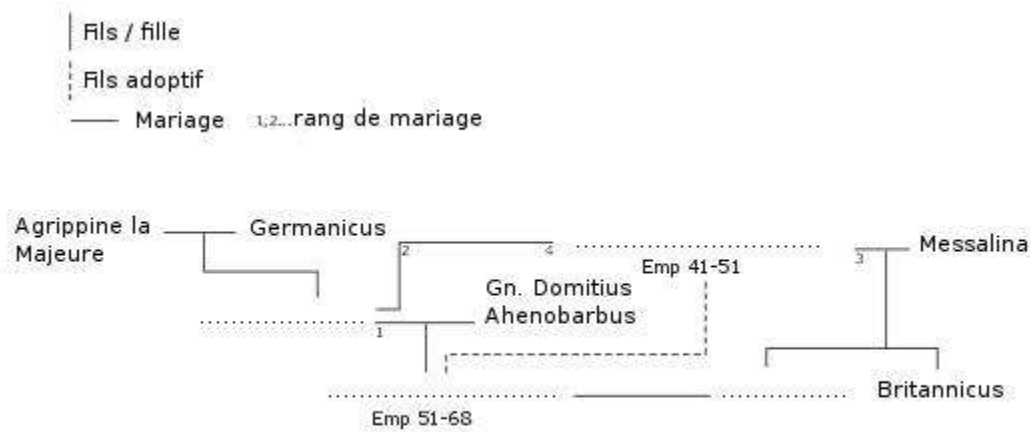 Fils / fille
Fils adoptif
Mariage 1,2...rang de mariage
Agrippine la
Majeure
Germanicus
2
4
Emp 41-51
3
Messalina
Gn. Domitius
Ahenobarbus
1
Britannicus
Emp 51-68